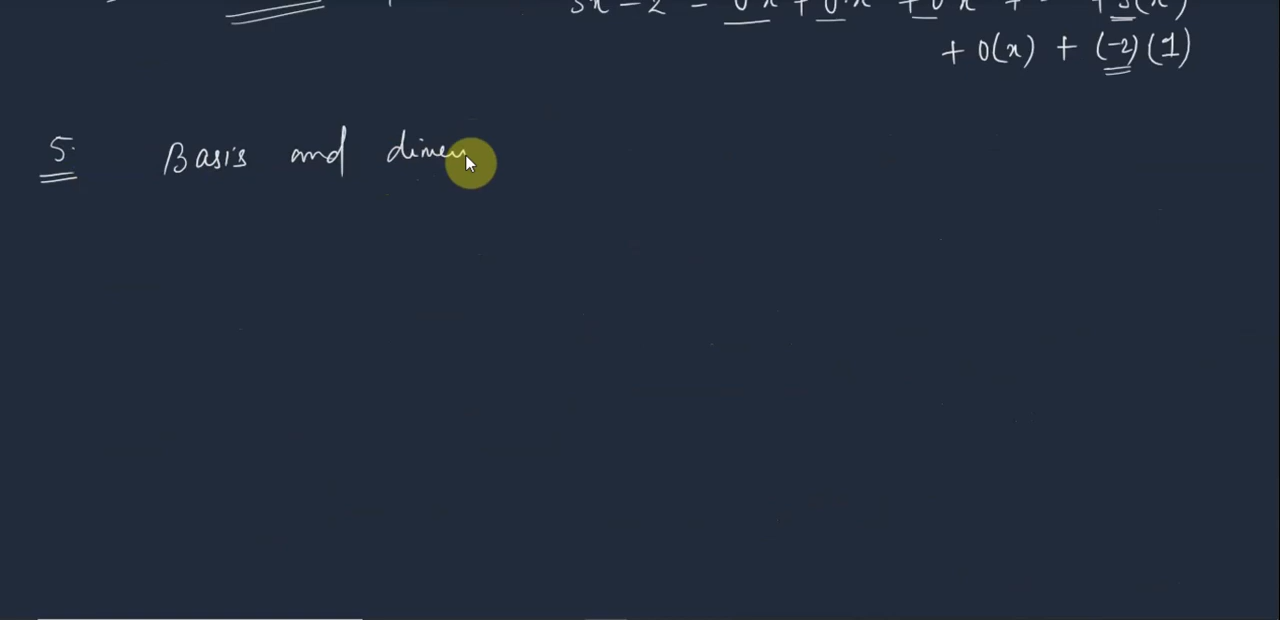 + 0(x) + (-2)(1)
5. Basis and dimen